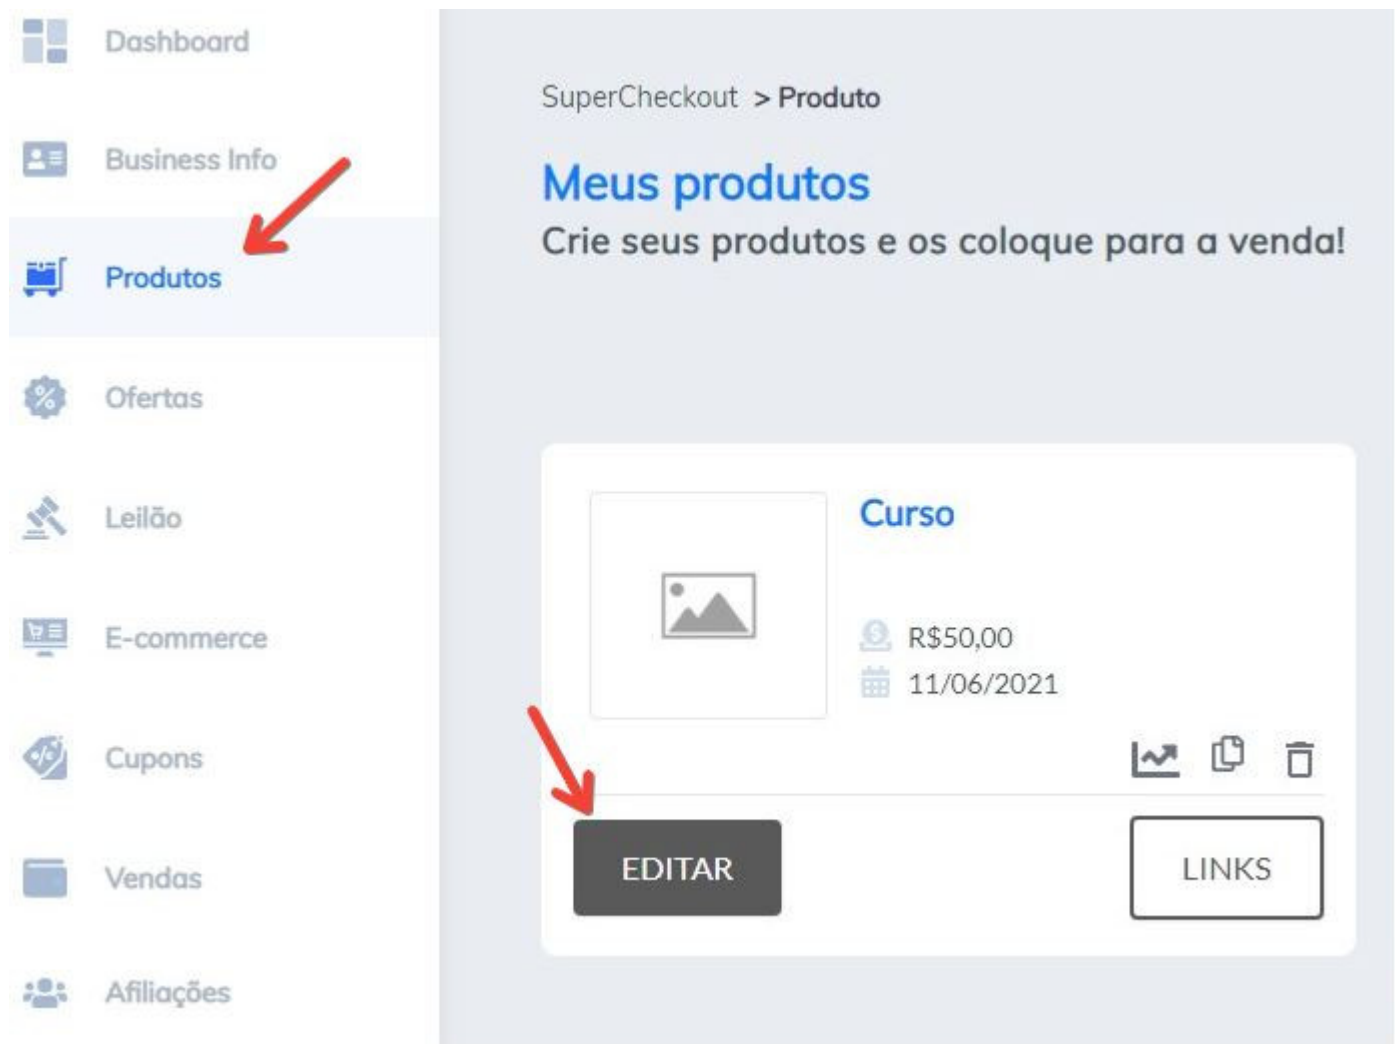 Dashboard
Business Info
Produtos
Ofertas
Leilão
E-commerce
Cupons
Vendas
Afiliações
SuperCheckout > Produto
Meus produtos
Crie seus produtos e os coloque para a venda!
Curso
R$50,00
11/06/2021
EDITAR
LINKS